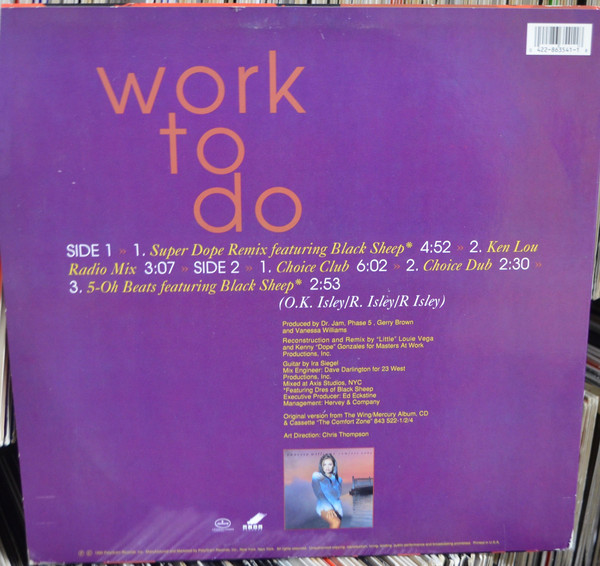 4 22-863541-1
work
to
do
SIDE 1 » 1. Super Dope Remix featuring Black Sheep* 4:52 » 2. Ken Lou
Radio Mix 3:07 » SIDE 2 » 1. Choice Club 6:02 » 2. Choice Dub 2:30 »
3. 5-Oh Beats featuring Black Sheep* 2:53
(O.K. Isley/R. Isley/R Isley)
Produced by Dr. Jam, Phase 5 , Gerry Brown
and Vanessa Williams
Reconstruction and Remix by "Little" Louie Vega
and Kenny "Dope" Gonzales for Masters At Work
Productions, Inc.
Guitar by Ira Siegel
Mix Engineer: Dave Darlington for 23 West
Productions, Inc.
Mixed at Axis Studios, NYC
*Featuring Dres of Black Sheep
Executive Producer: Ed Eckstine
Management: Hervey & Company
Original version from The Wing/Mercury Album, CD
& Cassette "The Comfort Zone" 843 522-1/2/4
Art Direction: Chris Thompson